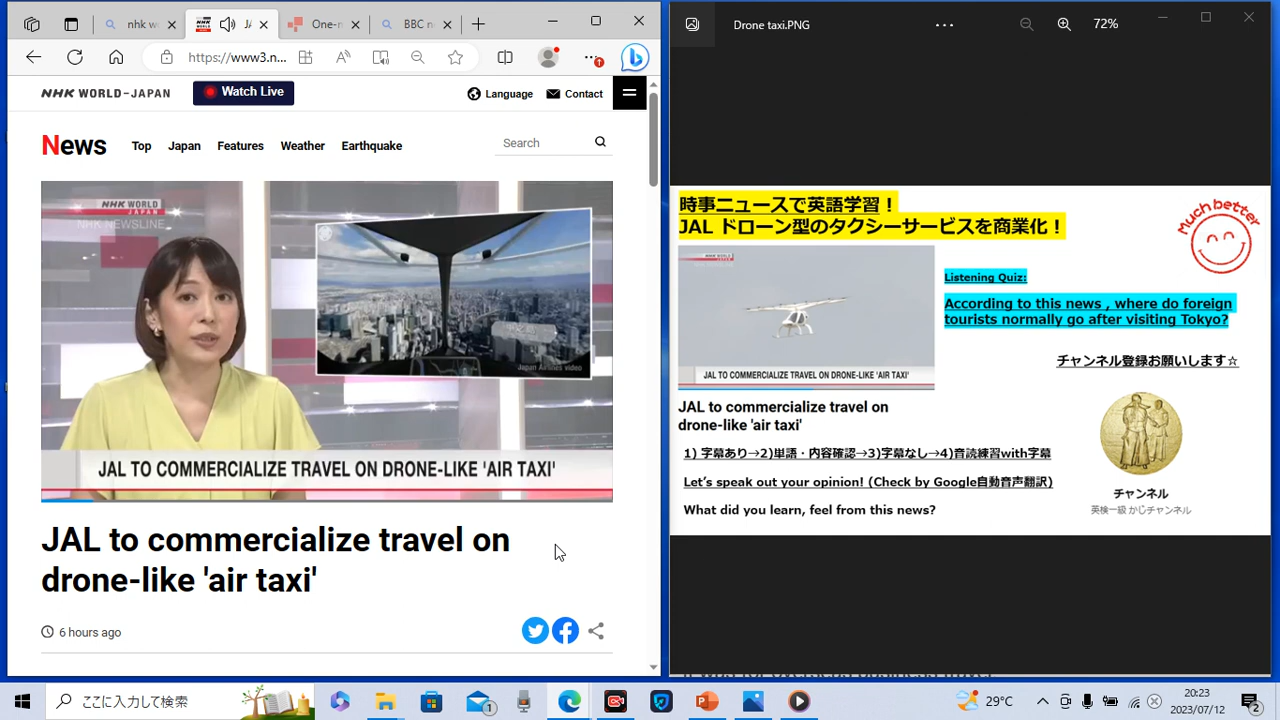 nhk w
JA
One-n
BBC n
https://www3.n...
NHK WORLD-JAPAN
Watch Live
Language
Contact
News
Top
Japan
Features
Weather
Earthquake
Search
NHK WORLD
JAPAN
NHK NEWSLINE
Japan Airlines video
JAL TO COMMERCIALIZE TRAVEL ON DRONE-LIKE 'AIR TAXI'
JAL to commercialize travel on
drone-like 'air taxi'
6 hours ago
Drone taxi.PNG
72%
時事ニュースで英語学習！
JAL ドローン型のタクシーサービスを商業化！
Much better
Listening Quiz:
According to this news , where do foreign
tourists normally go after visiting Tokyo?
チャンネル登録お願いします☆
JAL TO COMMERCIALIZE TRAVEL ON DRONE-LIKE 'AIR TAXI'
JAL to commercialize travel on
drone-like 'air taxi'
1) 字幕あり→2)単語・内容確認→3)字幕なし→4)音読練習with字幕
Let's speak out your opinion! (Check by Google自動音声翻訳)
What did you learn, feel from this news?
チャンネル
英検一級 かじチャンネル
ここに入力して検索
1
29°C
20:23
2023/07/12
2